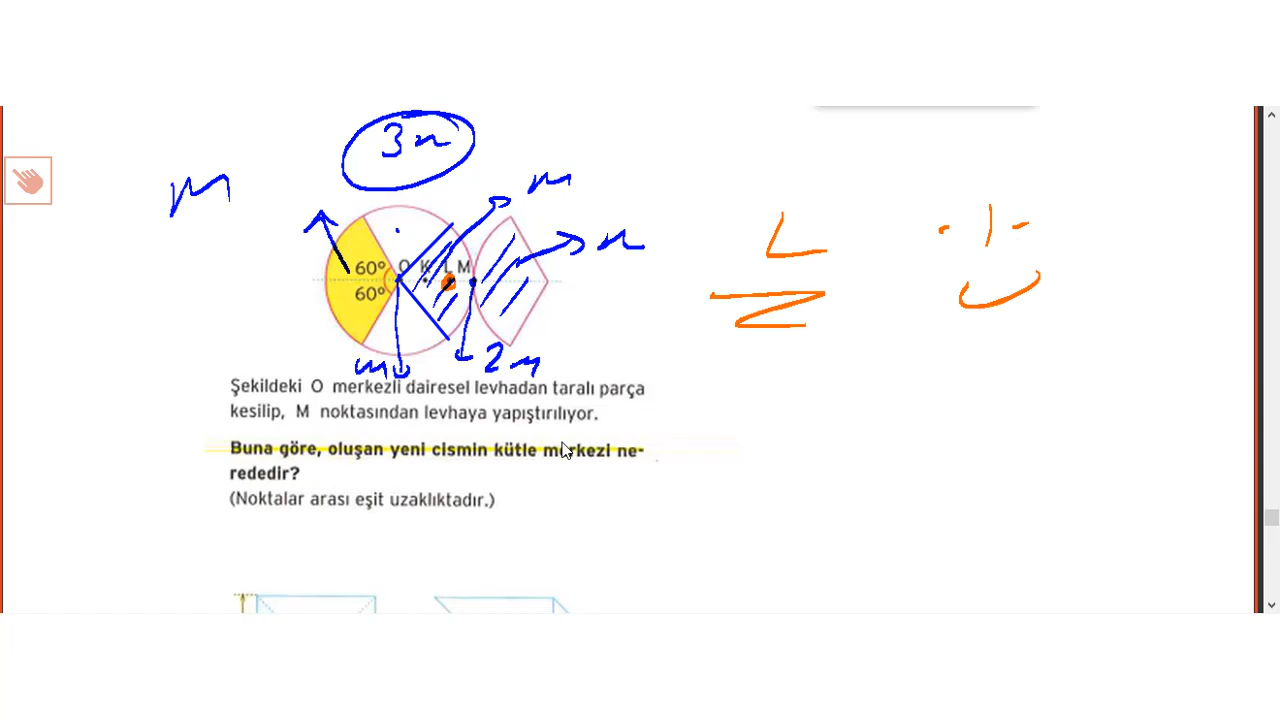 3m
m
m
60° O K L M
60°
m
L
m
2m
Şekildeki O merkezli dairesel levhadan taralı parça
kesilip, M noktasından levhaya yapıştırılıyor.
Buna göre, oluşan yeni cismin kütle merkezi ne-
rededir?
(Noktalar arası eşit uzaklıktadır.)